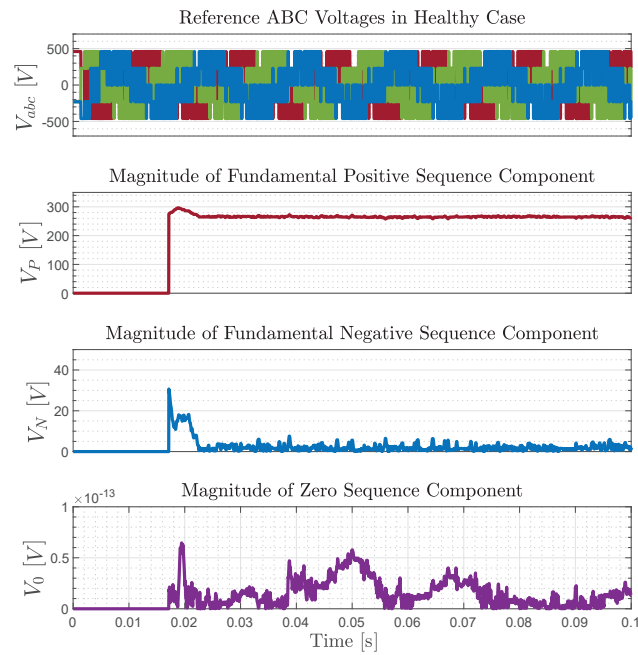 Reference ABC Voltages in Healthy Case
500
0
-500
V_abc [V]
Magnitude of Fundamental Positive Sequence Component
300
200
100
0
V_P [V]
Magnitude of Fundamental Negative Sequence Component
40
20
0
V_N [V]
×10^-13
Magnitude of Zero Sequence Component
1
0.5
0
V_0 [V]
0 0.01 0.02 0.03 0.04 0.05 0.06 0.07 0.08 0.09 0.1
Time [s]